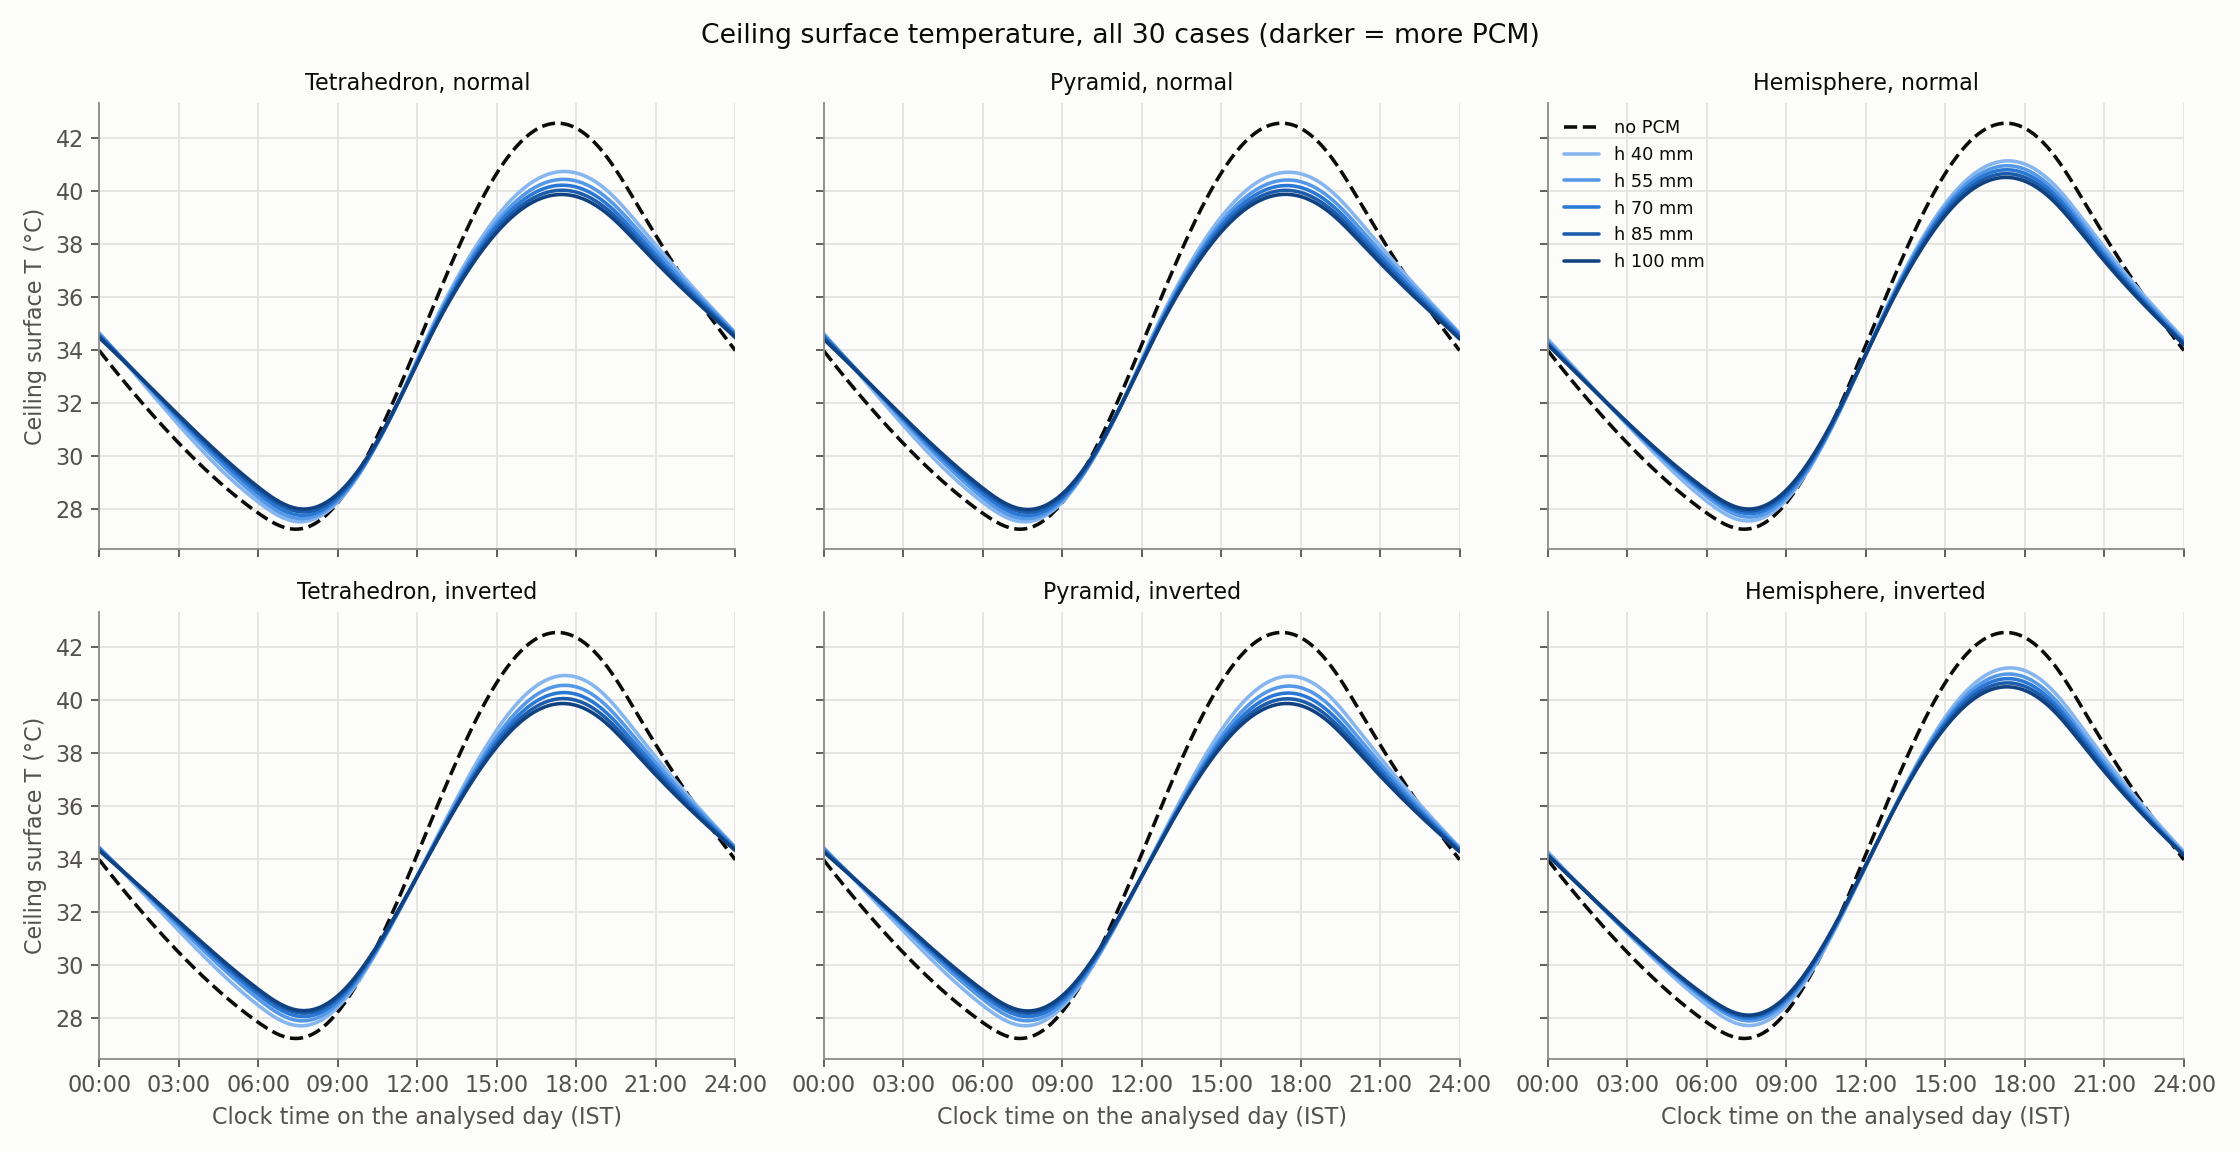 Ceiling surface temperature, all 30 cases (darker = more PCM)
Tetrahedron, normal
Pyramid, normal
Hemisphere, normal
Ceiling surface T (°C)
42
40
38
36
34
32
30
28
no PCM
h 40 mm
h 55 mm
h 70 mm
h 85 mm
h 100 mm
Tetrahedron, inverted
Pyramid, inverted
Hemisphere, inverted
Ceiling surface T (°C)
42
40
38
36
34
32
30
28
00:00 03:00 06:00 09:00 12:00 15:00 18:00 21:00 24:00
00:00 03:00 06:00 09:00 12:00 15:00 18:00 21:00 24:00
00:00 03:00 06:00 09:00 12:00 15:00 18:00 21:00 24:00
Clock time on the analysed day (IST)
Clock time on the analysed day (IST)
Clock time on the analysed day (IST)